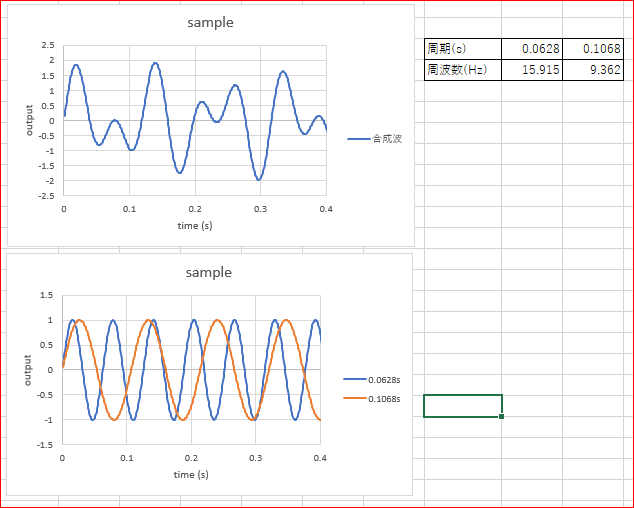 sample
2.5
2
1.5
1
0.5
0
-0.5
-1
-1.5
-2
-2.5
output
0 0.1 0.2 0.3 0.4
time (s)
合成波
周期(s) 0.0628 0.1068
周波数(Hz) 15.915 9.362
sample
1.5
1
0.5
0
-0.5
-1
-1.5
output
0 0.1 0.2 0.3 0.4
time (s)
0.0628s
0.1068s